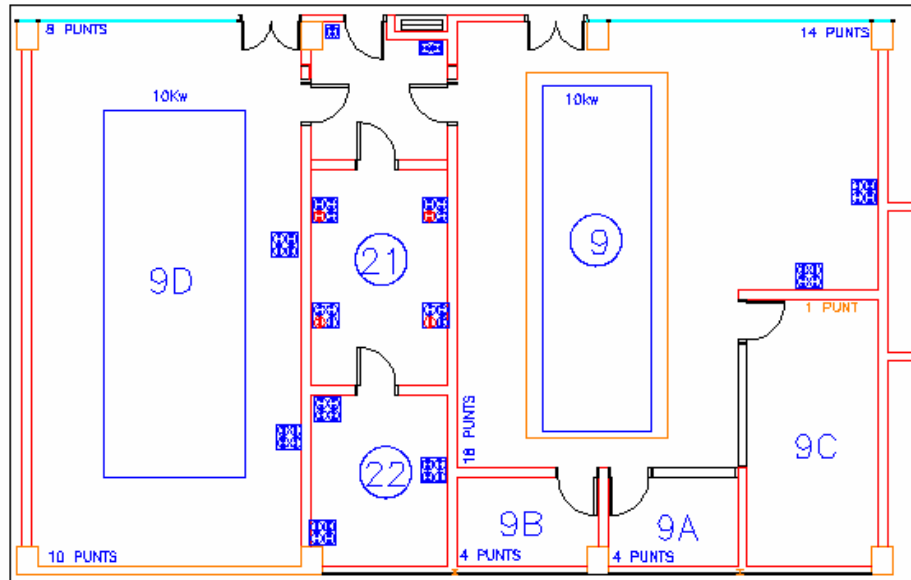 8 PUNTS
14 PUNTS
10Kw
10kw
9
21
9D
1 PUNT
18 PUNTS
9C
22
9B
9A
10 PUNTS
4 PUNTS
4 PUNTS